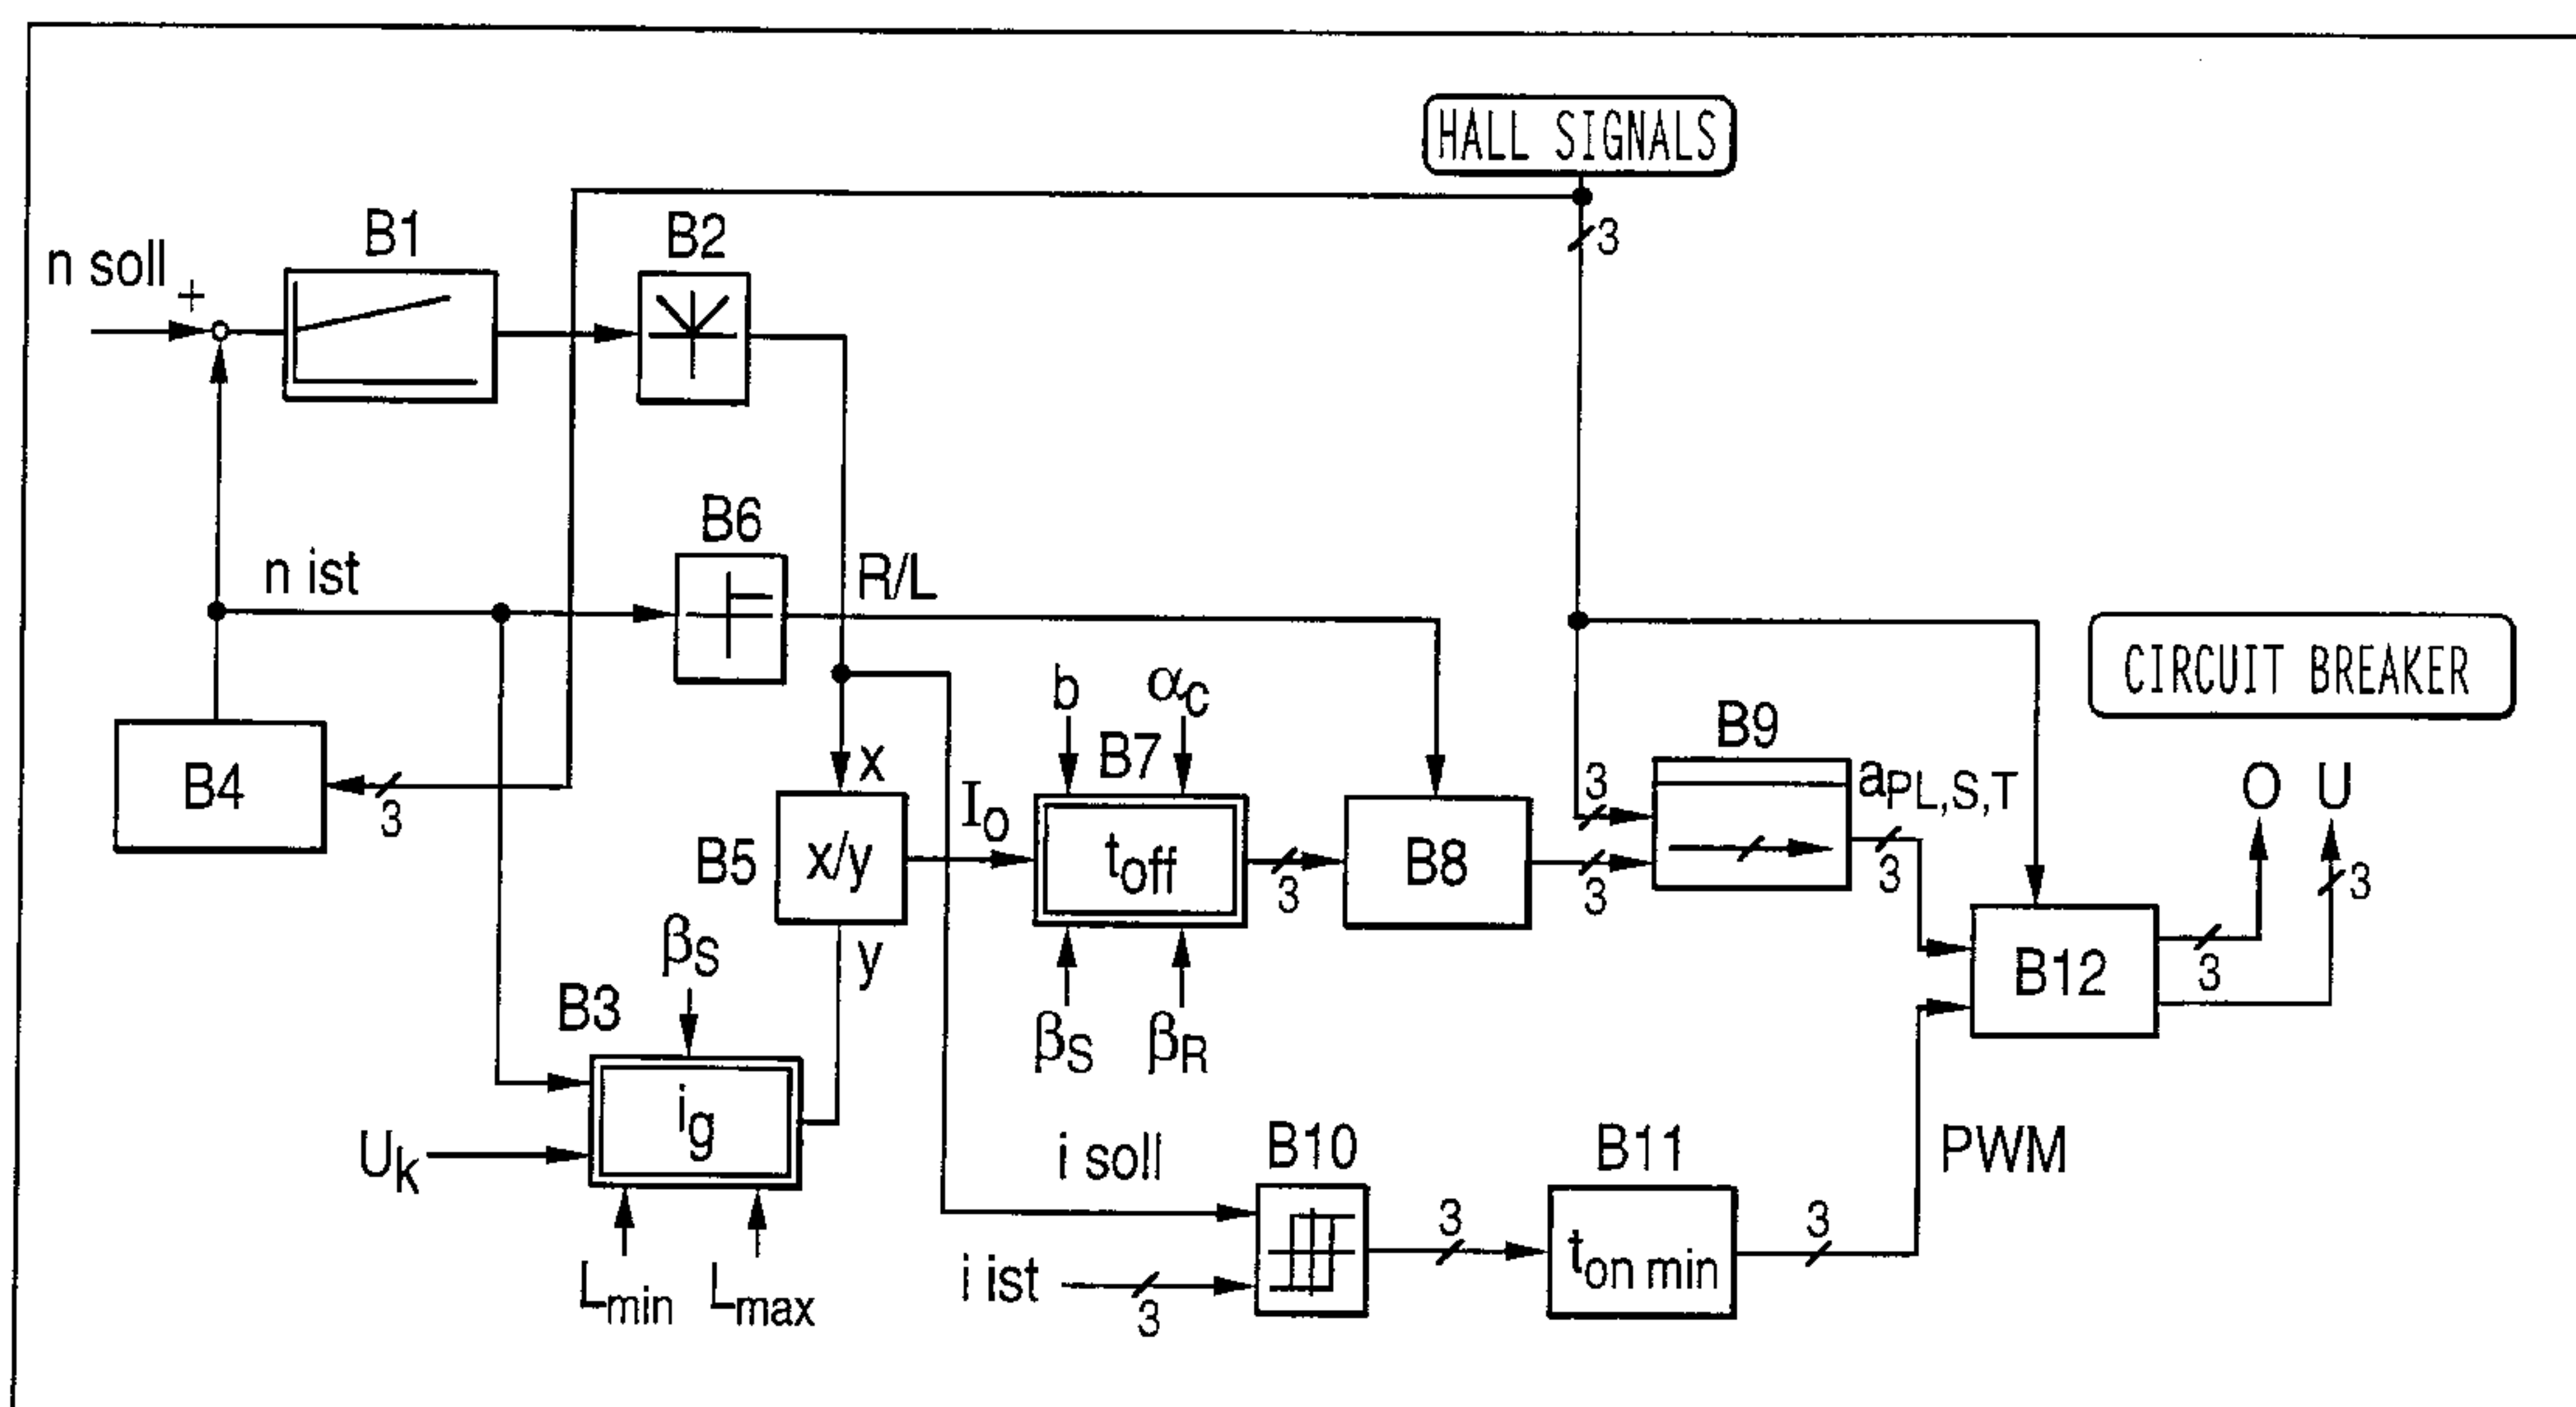 HALL SIGNALS
3
n soll
+
B1
B2
n ist
B6
R/L
B4
3
CIRCUIT BREAKER
b
αc
B7
toff
βS
βR
x
B5
x/y
y
I0
3
B8
3
3
B9
aPL,S,T
3
O
U
3
B12
3
βS
B3
ig
Uk
Lmin
Lmax
i soll
i ist
3
B10
3
B11
ton min
3
PWM